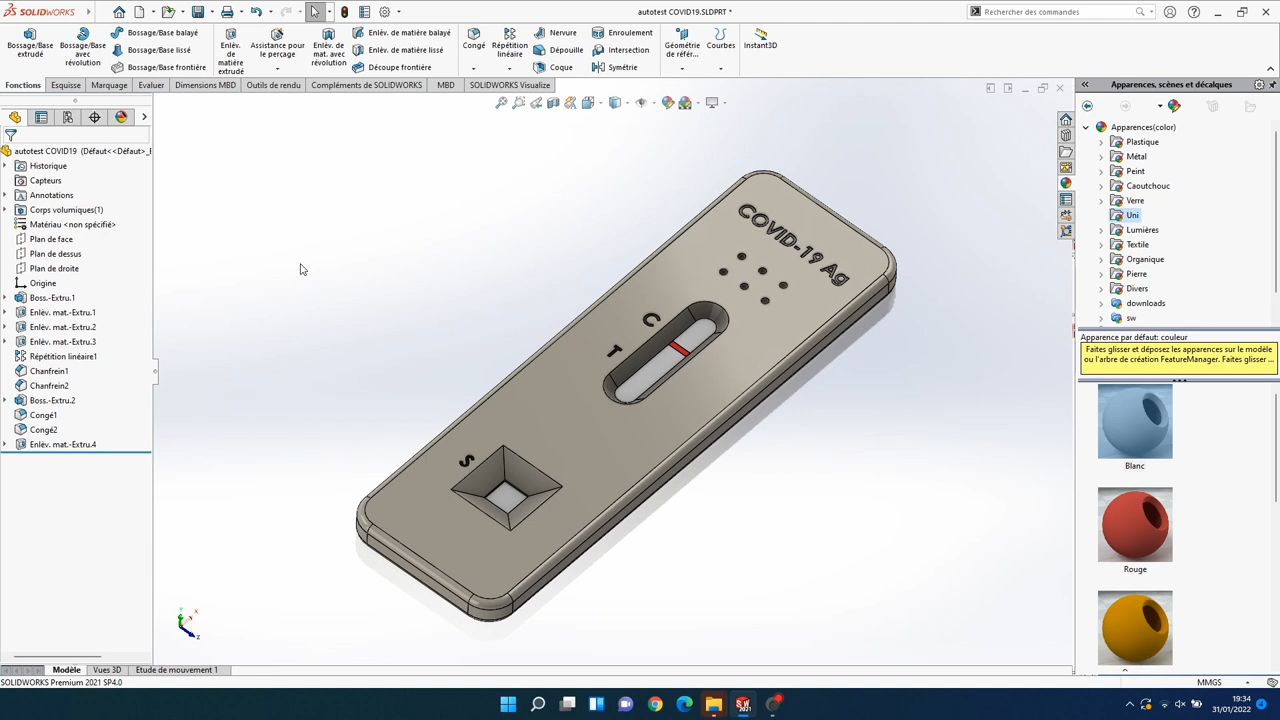 SOLIDWORKS
autotest COVID19.SLDPRT *
Rechercher des commandes
Bossage/Base extrudé
Bossage/Base avec révolution
Bossage/Base balayé
Bossage/Base lissé
Bossage/Base frontière
Enlèv. de matière extrudé
Assistance pour le perçage
Enlèv. de mat. avec révolution
Enlèv. de matière balayé
Enlèv. de matière lissé
Découpe frontière
Congé
Répétition linéaire
Nervure
Dépouille
Coque
Enroulement
Intersection
Symétrie
Géométrie de référ...
Courbes
Instant3D
Fonctions
Esquisse
Marquage
Evaluer
Dimensions MBD
Outils de rendu
Compléments de SOLIDWORKS
MBD
SOLIDWORKS Visualize
autotest COVID19 (Défaut<<Défaut>_E
Historique
Capteurs
Annotations
Corps volumiques(1)
Matériau <non spécifié>
Plan de face
Plan de dessus
Plan de droite
Origine
Boss.-Extru.1
Enlèv. mat.-Extru.1
Enlèv. mat.-Extru.2
Enlèv. mat.-Extru.3
Répétition linéaire1
Chanfrein1
Chanfrein2
Boss.-Extru.2
Congé1
Congé2
Enlèv. mat.-Extru.4
COVID-19 Ag
C
T
S
Y
X
Z
Apparences, scènes et décalques
Apparences(color)
Plastique
Métal
Peint
Caoutchouc
Verre
Uni
Lumières
Textile
Organique
Pierre
Divers
downloads
sw
Apparence par défaut: couleur
Faites glisser et déposez les apparences sur le modèle
ou l'arbre de création FeatureManager. Faites glisser ...
Blanc
Rouge
Modèle
Vues 3D
Etude de mouvement 1
SOLIDWORKS Premium 2021 SP4.0
MMGS
19:34
31/01/2022